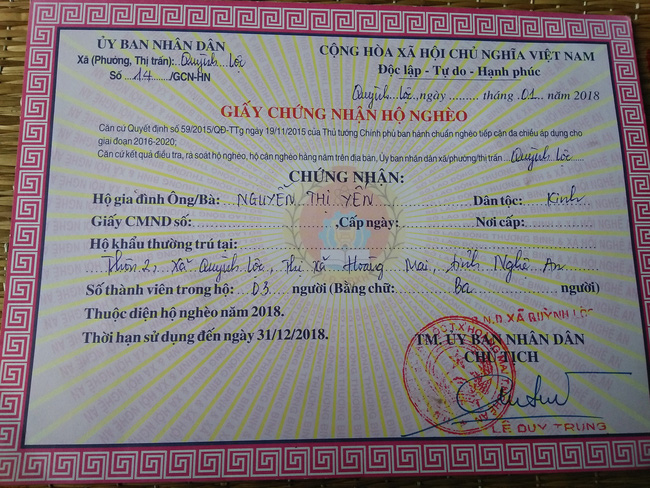 ỦY BAN NHÂN DÂN
Xã (Phường, Thị trấn): Quỳnh Lộc
Số 14 /GCN-HN
CỘNG HÒA XÃ HỘI CHỦ NGHĨA VIỆT NAM
Độc lập - Tự do - Hạnh phúc
Quỳnh Lộc, ngày ......... tháng 01 năm 2018
GIẤY CHỨNG NHẬN HỘ NGHÈO
Căn cứ Quyết định số 59/2015/QĐ-TTg ngày 19/11/2015 của Thủ tướng Chính phủ ban hành chuẩn nghèo tiếp cận đa chiều áp dụng cho
giai đoạn 2016-2020;
Căn cứ kết quả điều tra, rà soát hộ nghèo, hộ cận nghèo hàng năm trên địa bàn, Ủy ban nhân dân xã/phường/thị trấn Quỳnh Lộc
CHỨNG NHẬN:
Hộ gia đình Ông/Bà: NGUYỄN THỊ YÊN Dân tộc: Kinh
Giấy CMND số: Cấp ngày: Nơi cấp:
Hộ khẩu thường trú tại:
Thôn 2, Xã Quỳnh Lộc, Thị xã Hoàng Mai, tỉnh Nghệ An
Số thành viên trong hộ: 03 người (Bằng chữ: Ba người)
Thuộc diện hộ nghèo năm 2018.
Thời hạn sử dụng đến ngày 31/12/2018.
U.B.N.D XÃ QUỲNH LỘC
TM. ỦY BAN NHÂN DÂN
CHỦ TỊCH
LÊ DUY TRUNG